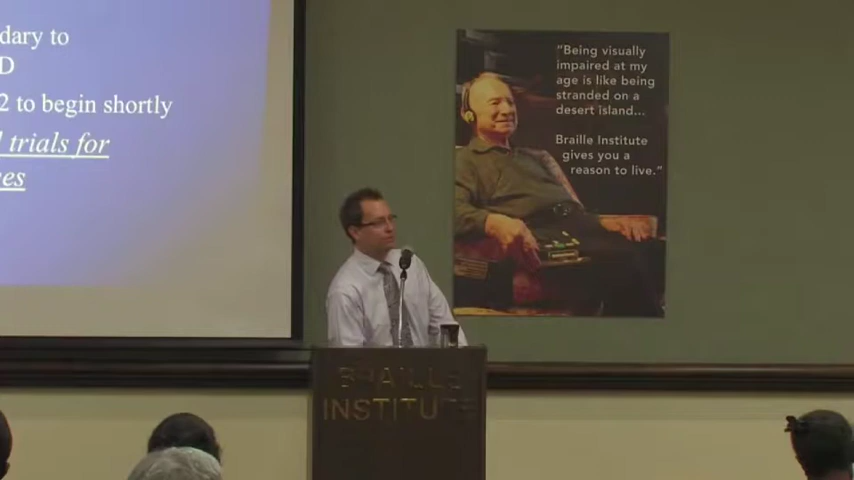 dary to
D
2 to begin shortly
l trials for
es
"Being visually
impaired at my
age is like being
stranded on a
desert island...
Braille Institute
gives you a
reason to live."
BRAILLE
INSTITUTE